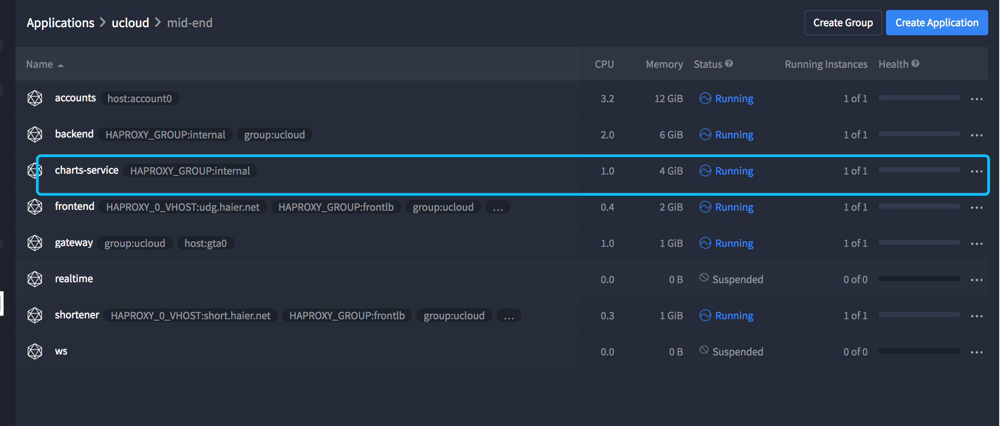 Applications > ucloud > mid-end Create Group Create Application
Name CPU Memory Status Running Instances Health
accounts host:account0 3.2 12 GiB Running 1 of 1 ...
backend HAPROXY_GROUP:internal group:ucloud 2.0 6 GiB Running 1 of 1 ...
charts-service HAPROXY_GROUP:internal 1.0 4 GiB Running 1 of 1 ...
frontend HAPROXY_0_VHOST:udg.haier.net HAPROXY_GROUP:frontlb group:ucloud ... 0.4 2 GiB Running 1 of 1 ...
gateway group:ucloud host:gta0 1.0 1 GiB Running 1 of 1 ...
realtime 0.0 0 B Suspended 0 of 0 ...
shortener HAPROXY_0_VHOST:short.haier.net HAPROXY_GROUP:frontlb group:ucloud ... 0.3 1 GiB Running 1 of 1 ...
ws 0.0 0 B Suspended 0 of 0 ...